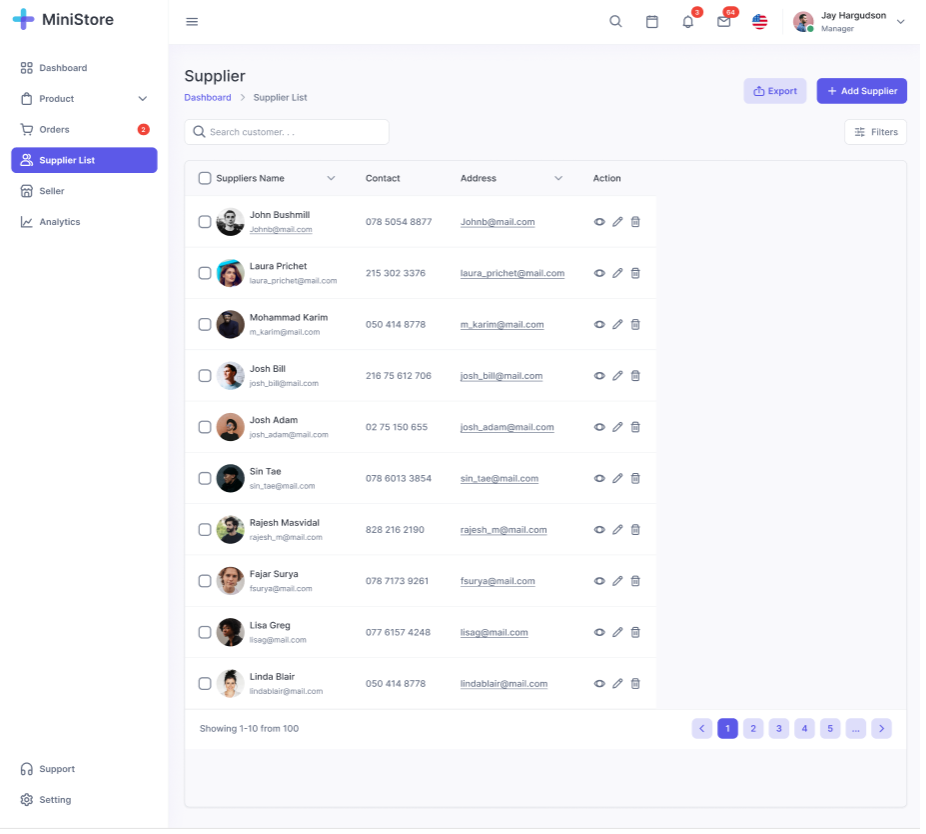 MiniStore
3
64
Jay Hargudson
Manager
Dashboard
Product
Orders
2
Supplier List
Seller
Analytics
Support
Setting
Supplier
Dashboard > Supplier List
Export
+ Add Supplier
Search customer. . .
Filters
Suppliers Name Contact Address Action
John Bushmill
Johnb@mail.com
078 5054 8877
Johnb@mail.com
Laura Prichet
laura_prichet@mail.com
215 302 3376
laura_prichet@mail.com
Mohammad Karim
m_karim@mail.com
050 414 8778
m_karim@mail.com
Josh Bill
josh_bill@mail.com
216 75 612 706
josh_bill@mail.com
Josh Adam
josh_adam@mail.com
02 75 150 655
josh_adam@mail.com
Sin Tae
sin_tae@mail.com
078 6013 3854
sin_tae@mail.com
Rajesh Masvidal
rajesh_m@mail.com
828 216 2190
rajesh_m@mail.com
Fajar Surya
fsurya@mail.com
078 7173 9261
fsurya@mail.com
Lisa Greg
lisag@mail.com
077 6157 4248
lisag@mail.com
Linda Blair
lindablair@mail.com
050 414 8778
lindablair@mail.com
Showing 1-10 from 100
< 1 2 3 4 5 ... >